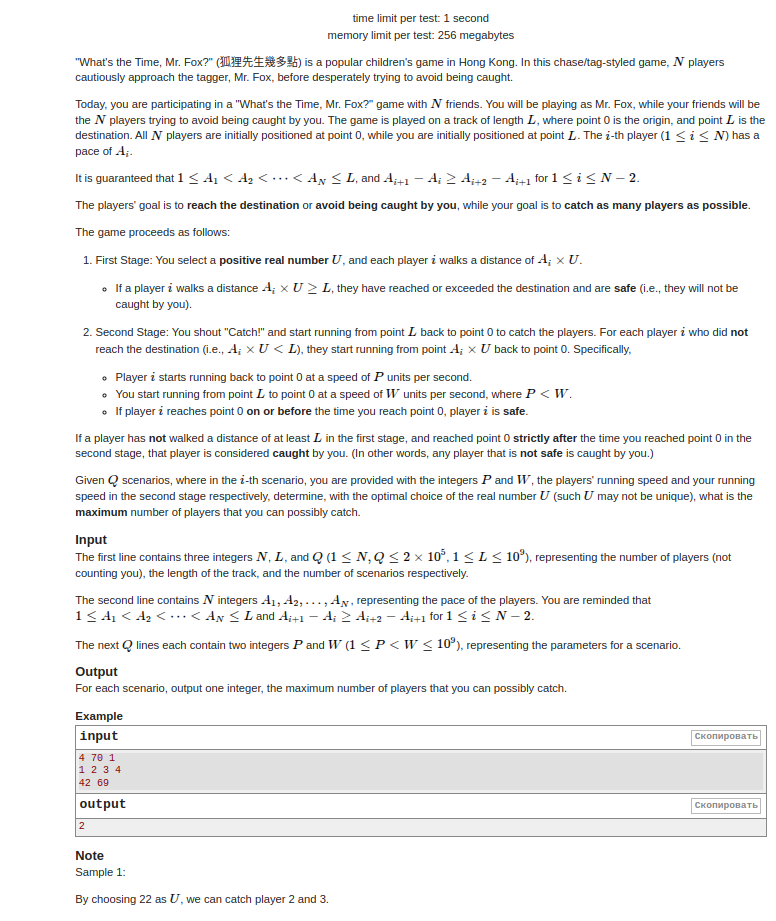 time limit per test: 1 second
memory limit per test: 256 megabytes
"What's the Time, Mr. Fox?" (狐狸先生幾多點) is a popular children's game in Hong Kong. In this chase/tag-styled game, N players
cautiously approach the tagger, Mr. Fox, before desperately trying to avoid being caught.
Today, you are participating in a "What's the Time, Mr. Fox?" game with N friends. You will be playing as Mr. Fox, while your friends will be
the N players trying to avoid being caught by you. The game is played on a track of length L, where point 0 is the origin, and point L is the
destination. All N players are initially positioned at point 0, while you are initially positioned at point L. The i-th player (1 ≤ i ≤ N) has a
pace of A_i.
It is guaranteed that 1 ≤ A_1 < A_2 < ⋯ < A_N ≤ L, and A_{i+1} − A_i ≥ A_{i+2} − A_{i+1} for 1 ≤ i ≤ N − 2.
The players' goal is to reach the destination or avoid being caught by you, while your goal is to catch as many players as possible.
The game proceeds as follows:
1. First Stage: You select a positive real number U, and each player i walks a distance of A_i × U.
If a player i walks a distance A_i × U ≥ L, they have reached or exceeded the destination and are safe (i.e., they will not be
caught by you).
2. Second Stage: You shout "Catch!" and start running from point L back to point 0 to catch the players. For each player i who did not
reach the destination (i.e., A_i × U < L), they start running from point A_i × U back to point 0. Specifically,
Player i starts running back to point 0 at a speed of P units per second.
You start running from point L to point 0 at a speed of W units per second, where P < W.
If player i reaches point 0 on or before the time you reach point 0, player i is safe.
If a player has not walked a distance of at least L in the first stage, and reached point 0 strictly after the time you reached point 0 in the
second stage, that player is considered caught by you. (In other words, any player that is not safe is caught by you.)
Given Q scenarios, where in the i-th scenario, you are provided with the integers P and W, the players' running speed and your running
speed in the second stage respectively, determine, with the optimal choice of the real number U (such U may not be unique), what is the
maximum number of players that you can possibly catch.
Input
The first line contains three integers N, L, and Q (1 ≤ N, Q ≤ 2 × 10^5, 1 ≤ L ≤ 10^9), representing the number of players (not
counting you), the length of the track, and the number of scenarios respectively.
The second line contains N integers A_1, A_2, . . . , A_N, representing the pace of the players. You are reminded that
1 ≤ A_1 < A_2 < ⋯ < A_N ≤ L and A_{i+1} − A_i ≥ A_{i+2} − A_{i+1} for 1 ≤ i ≤ N − 2.
The next Q lines each contain two integers P and W (1 ≤ P < W ≤ 10^9), representing the parameters for a scenario.
Output
For each scenario, output one integer, the maximum number of players that you can possibly catch.
Example
input
Скопировать
4 70 1
1 2 3 4
42 69
output
Скопировать
2
Note
Sample 1:
By choosing 22 as U, we can catch player 2 and 3.